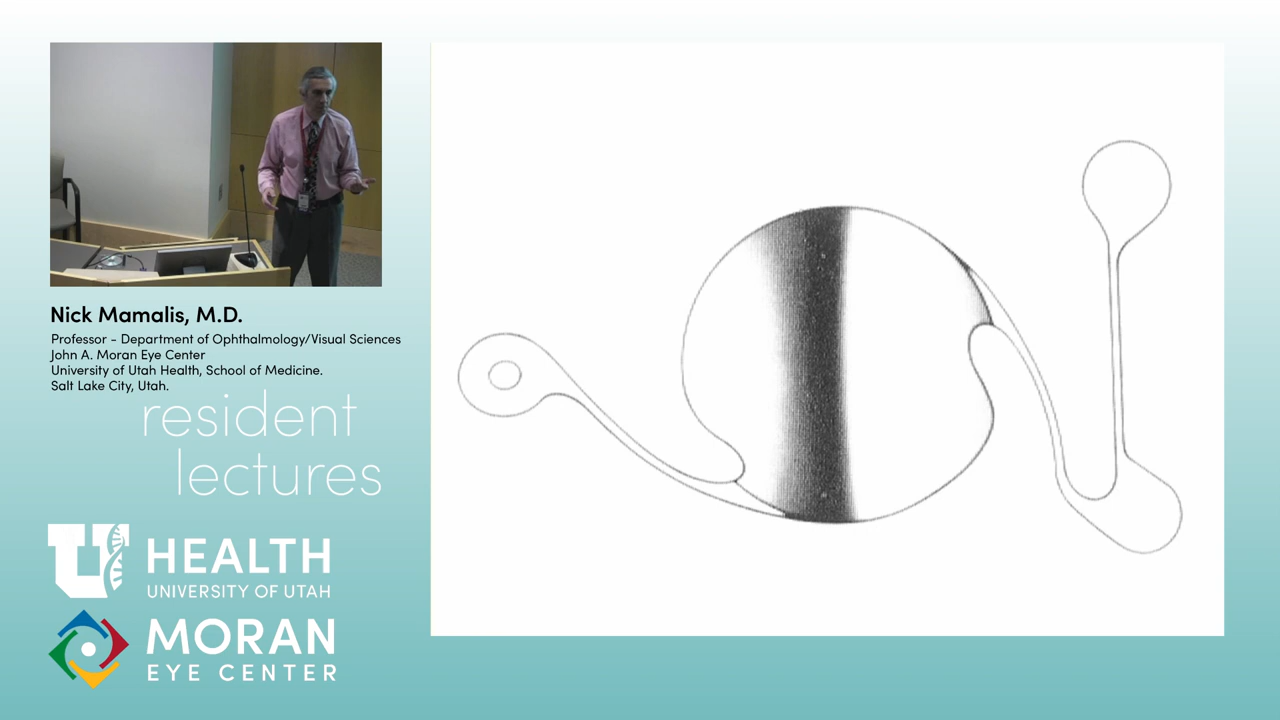 Nick Mamalis, M.D.
Professor - Department of Ophthalmology/Visual Sciences
John A. Moran Eye Center
University of Utah Health, School of Medicine.
Salt Lake City, Utah.
resident
lectures
U HEALTH
UNIVERSITY OF UTAH
MORAN
EYE CENTER